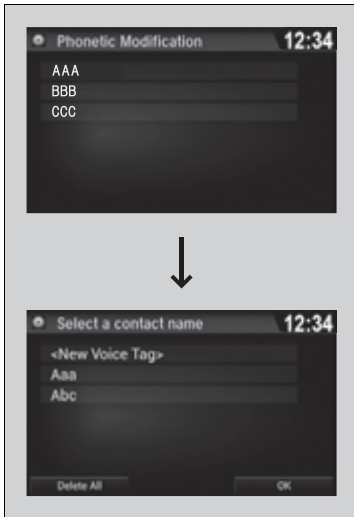 Phonetic Modification 12:34
AAA
BBB
CCC
Select a contact name 12:34
<New Voice Tag>
Aaa
Abc
Delete All OK